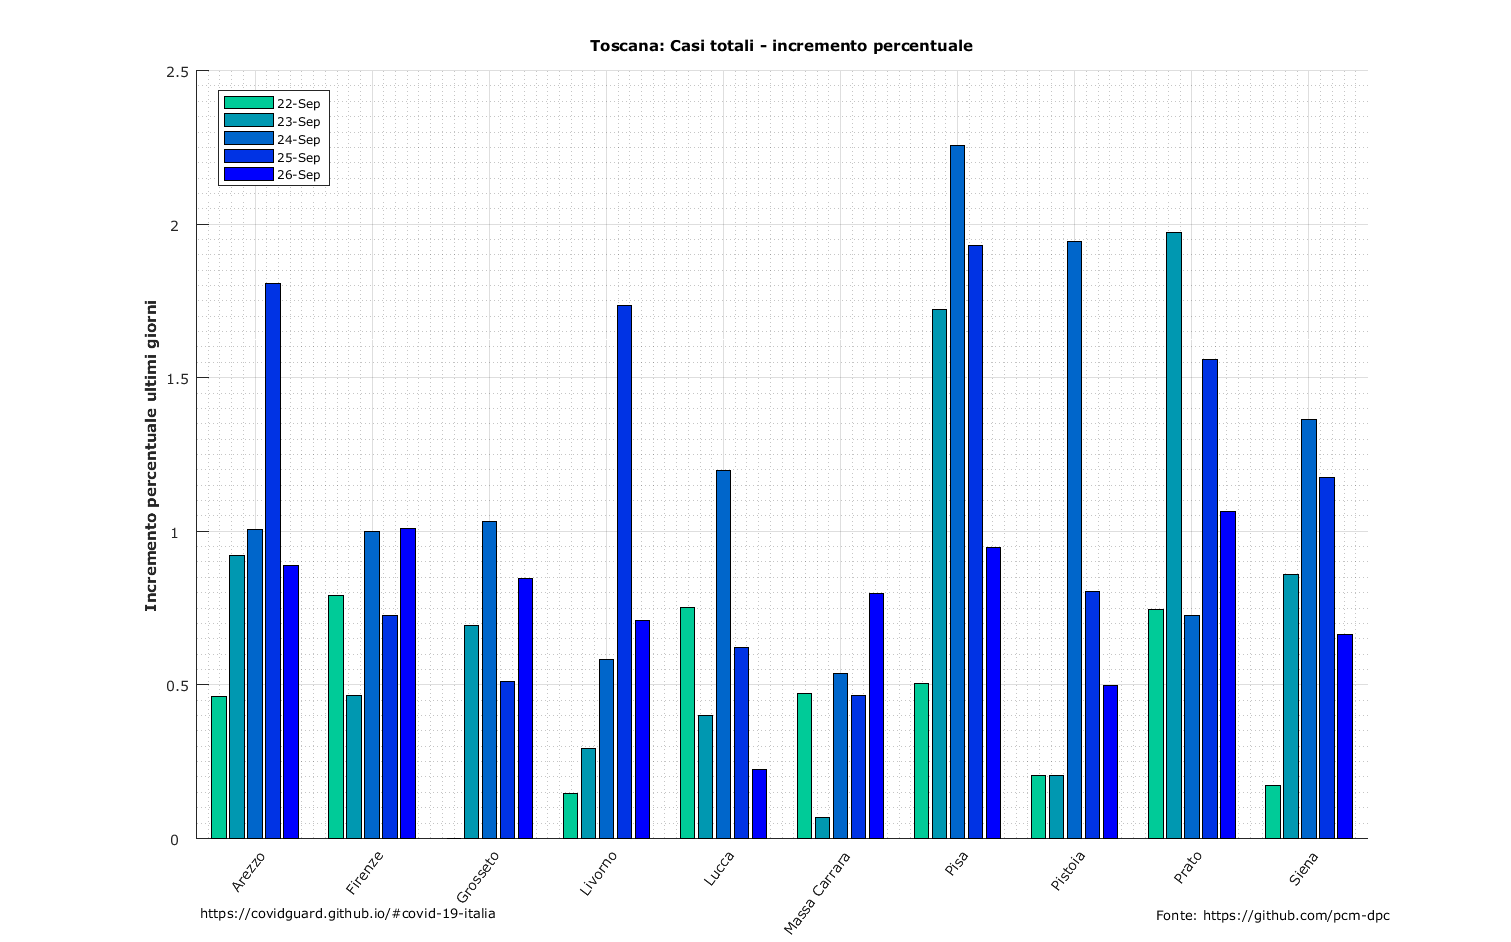 Toscana: Casi totali - incremento percentuale
2.5
2
1.5
1
0.5
0
Incremento percentuale ultimi giorni
22-Sep
23-Sep
24-Sep
25-Sep
26-Sep
Arezzo
Firenze
Grosseto
Livorno
Lucca
Massa Carrara
Pisa
Pistoia
Prato
Siena
https://covidguard.github.io/#covid-19-italia
Fonte: https://github.com/pcm-dpc